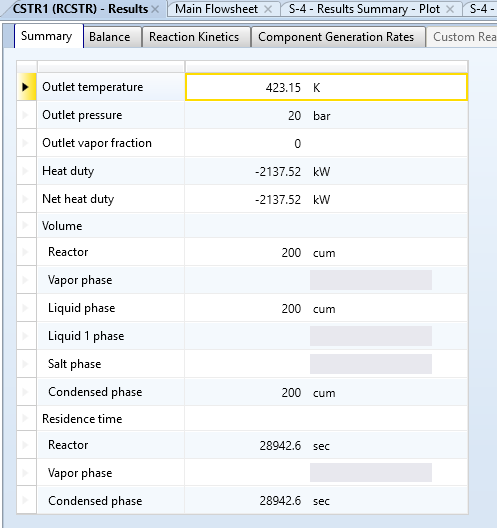 CSTR1 (RCSTR) - Results × Main Flowsheet × S-4 - Results Summary - Plot × S-4 -
Summary Balance Reaction Kinetics Component Generation Rates Custom Rea
Outlet temperature 423.15 K
Outlet pressure 20 bar
Outlet vapor fraction 0
Heat duty -2137.52 kW
Net heat duty -2137.52 kW
Volume
Reactor 200 cum
Vapor phase
Liquid phase 200 cum
Liquid 1 phase
Salt phase
Condensed phase 200 cum
Residence time
Reactor 28942.6 sec
Vapor phase
Condensed phase 28942.6 sec